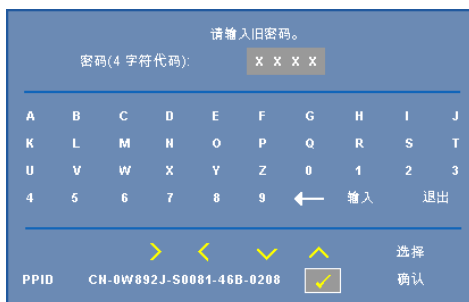 请输入旧密码。
密码(4 字符代码): X X X X
A B C D E F G H I J
K L M N O P Q R S T
U V W X Y Z 0 1 2 3
4 5 6 7 8 9 ← 输入 退出
选择
PPID CN-0W892J-S0081-46B-0208 ✓ 确认